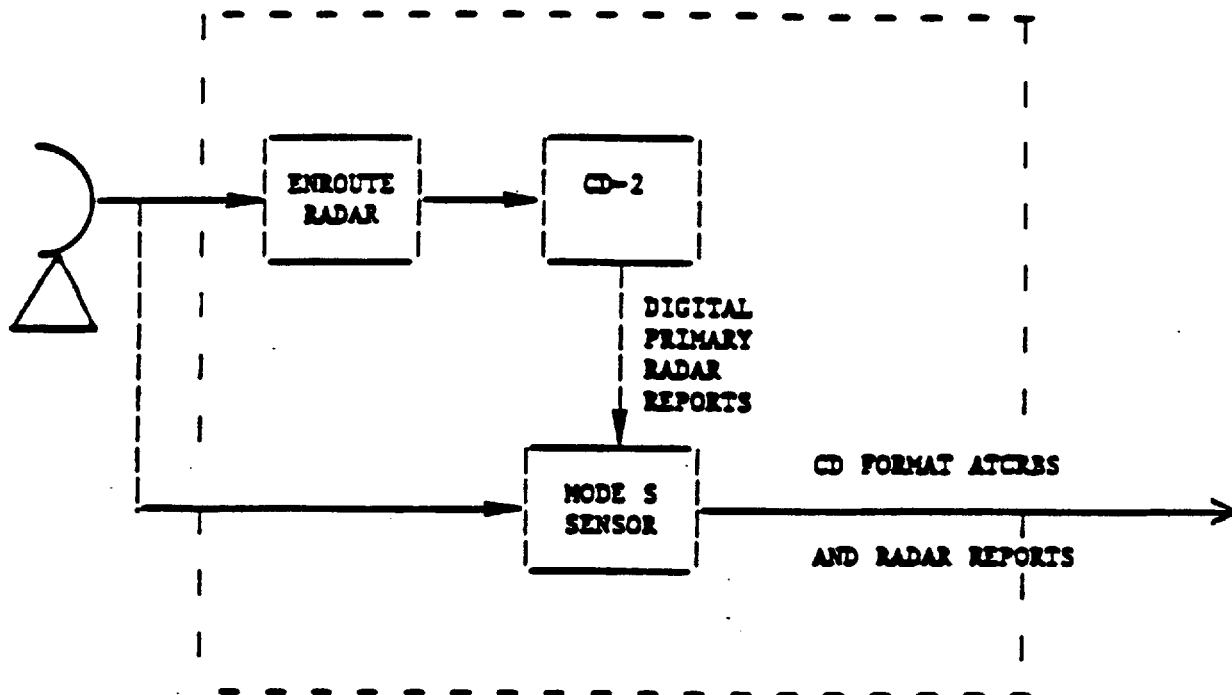 ENROUTE
RADAR
CD-2
DIGITAL
PRIMARY
RADAR
REPORTS
MODE S
SENSOR
CD FORMAT ATCRBS
AND RADAR REPORTS